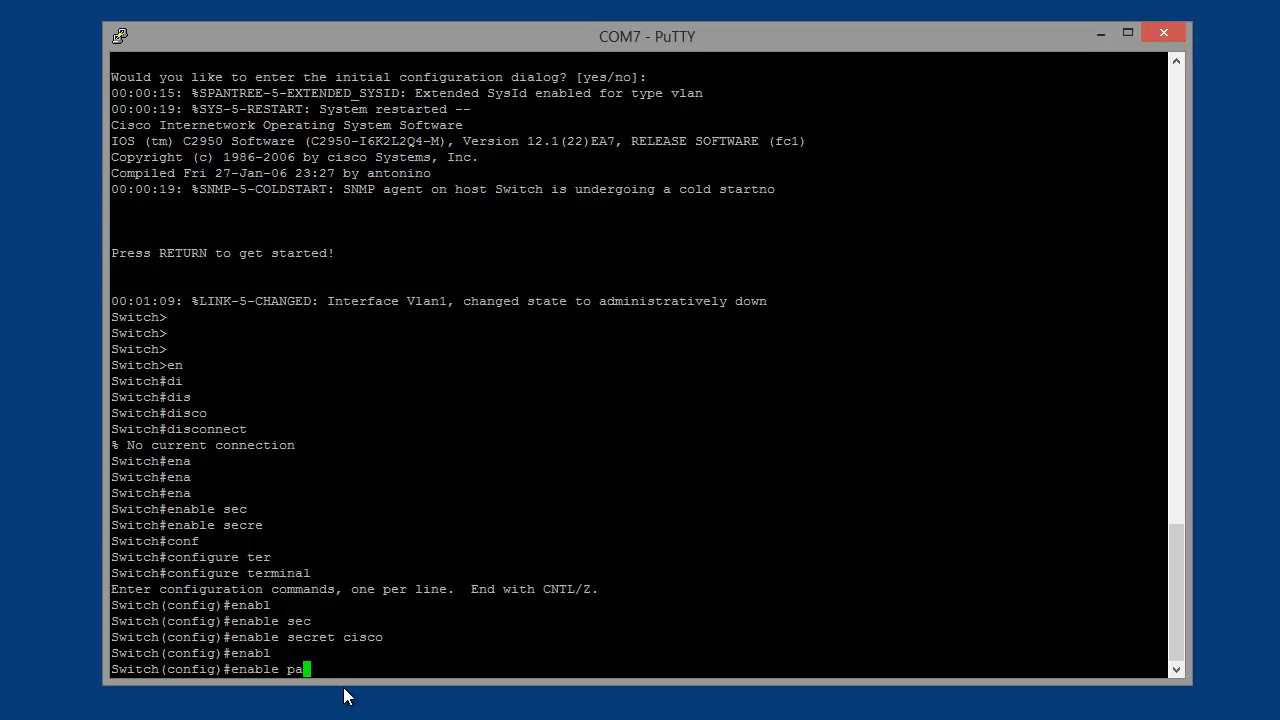 COM7 - PuTTY
Would you like to enter the initial configuration dialog? [yes/no]:
00:00:15: %SPANTREE-5-EXTENDED_SYSID: Extended SysId enabled for type vlan
00:00:19: %SYS-5-RESTART: System restarted --
Cisco Internetwork Operating System Software
IOS (tm) C2950 Software (C2950-I6K2L2Q4-M), Version 12.1(22)EA7, RELEASE SOFTWARE (fc1)
Copyright (c) 1986-2006 by cisco Systems, Inc.
Compiled Fri 27-Jan-06 23:27 by antonino
00:00:19: %SNMP-5-COLDSTART: SNMP agent on host Switch is undergoing a cold startno
Press RETURN to get started!
00:01:09: %LINK-5-CHANGED: Interface Vlan1, changed state to administratively down
Switch>
Switch>
Switch>
Switch>en
Switch#di
Switch#dis
Switch#disco
Switch#disconnect
% No current connection
Switch#ena
Switch#ena
Switch#ena
Switch#enable sec
Switch#enable secre
Switch#conf
Switch#configure ter
Switch#configure terminal
Enter configuration commands, one per line.  End with CNTL/Z.
Switch(config)#enabl
Switch(config)#enable sec
Switch(config)#enable secret cisco
Switch(config)#enabl
Switch(config)#enable pa